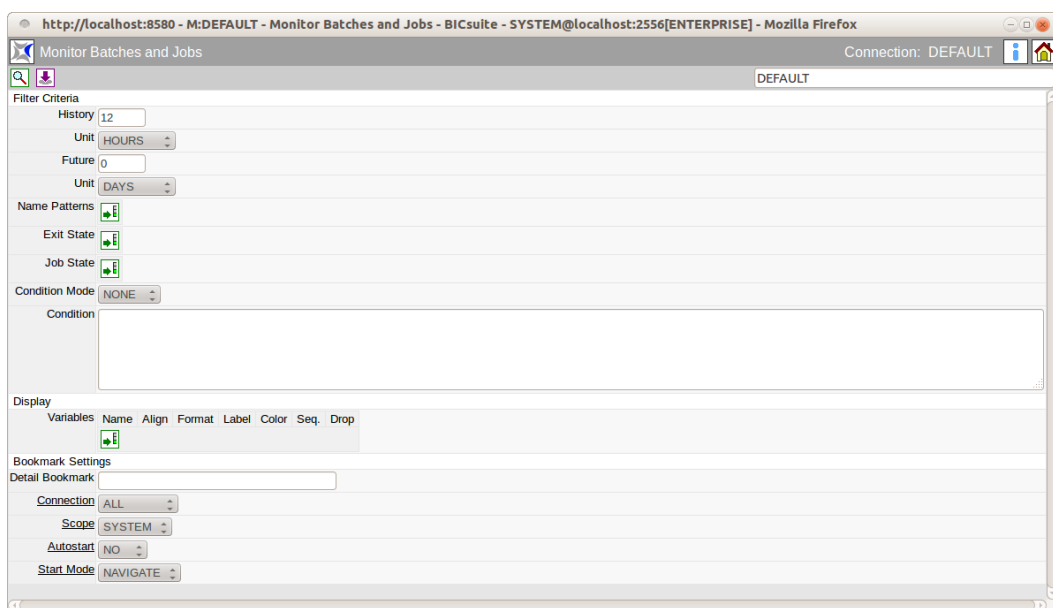 http://localhost:8580 - M:DEFAULT - Monitor Batches and Jobs - BICsuite - SYSTEM@localhost:2556[ENTERPRISE] - Mozilla Firefox
Monitor Batches and Jobs Connection: DEFAULT
DEFAULT
Filter Criteria
History 12
Unit HOURS
Future 0
Unit DAYS
Name Patterns
Exit State
Job State
Condition Mode NONE
Condition
Display
Variables Name Align Format Label Color Seq. Drop
Bookmark Settings
Detail Bookmark
Connection ALL
Scope SYSTEM
Autostart NO
Start Mode NAVIGATE